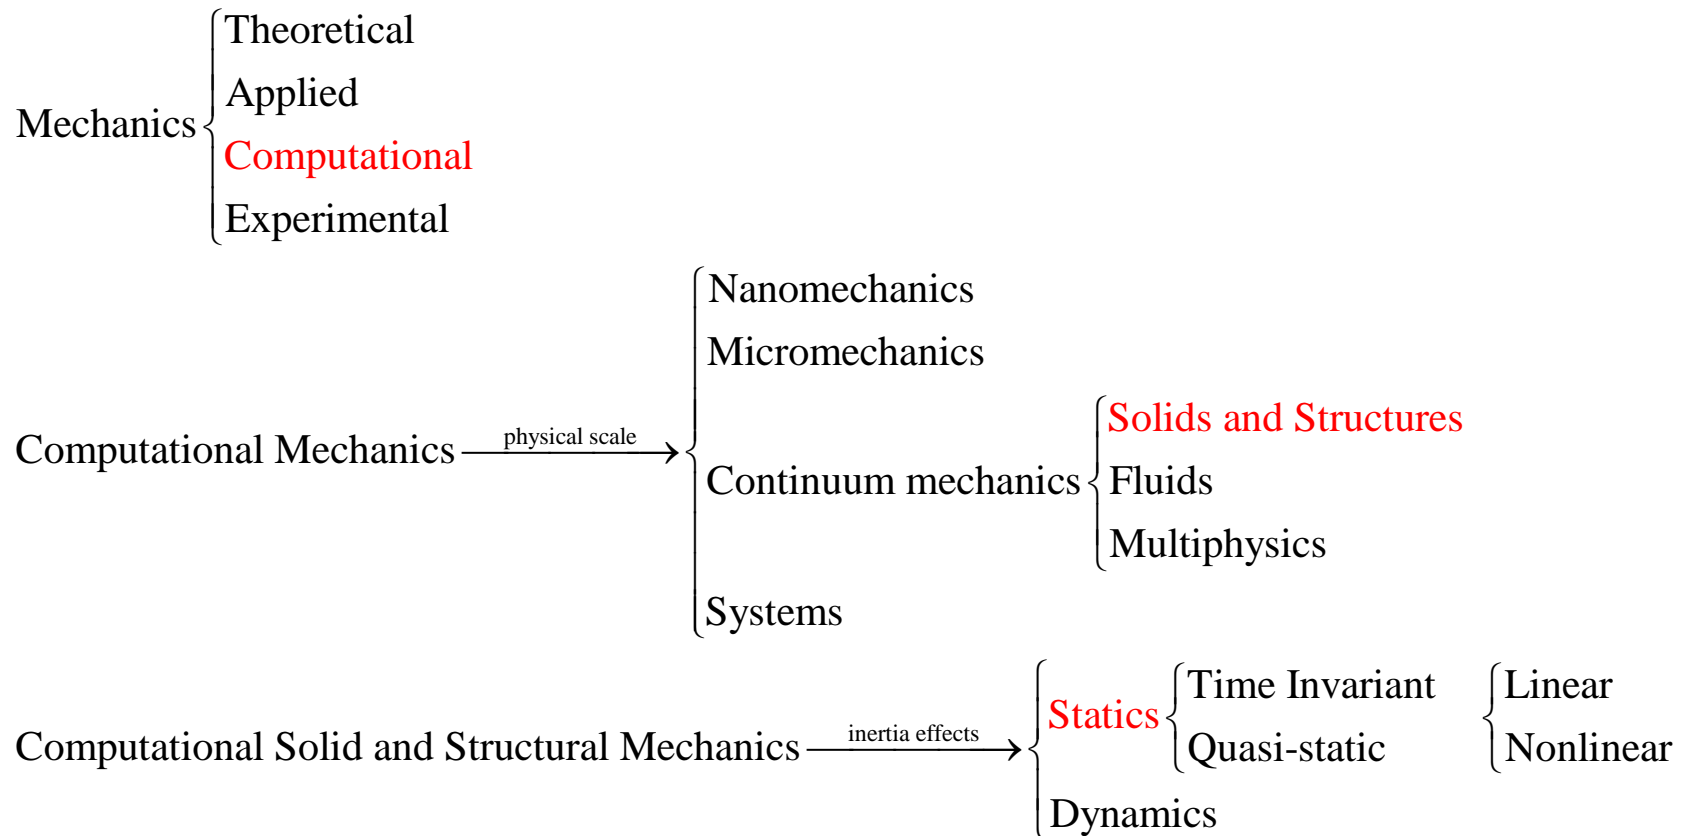 Theoretical
Applied
Mechanics
Computational
Experimental
Nanomechanics
Micromechanics
Solids and Structures
Computational Mechanics physical scale
Continuum mechanics Fluids
Multiphysics
Systems
Time Invariant Linear
Statics
Computational Solid and Structural Mechanics inertia effects
Quasi-static Nonlinear
Dynamics